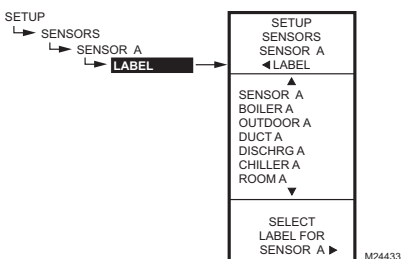 SETUP
SENSORS
SENSOR A
LABEL
SETUP
SENSORS
SENSOR A
◄LABEL
▲
SENSOR A
BOILER A
OUTDOOR A
DUCT A
DISCHRG A
CHILLER A
ROOM A
▼
SELECT
LABEL FOR
SENSOR A ►
M24433